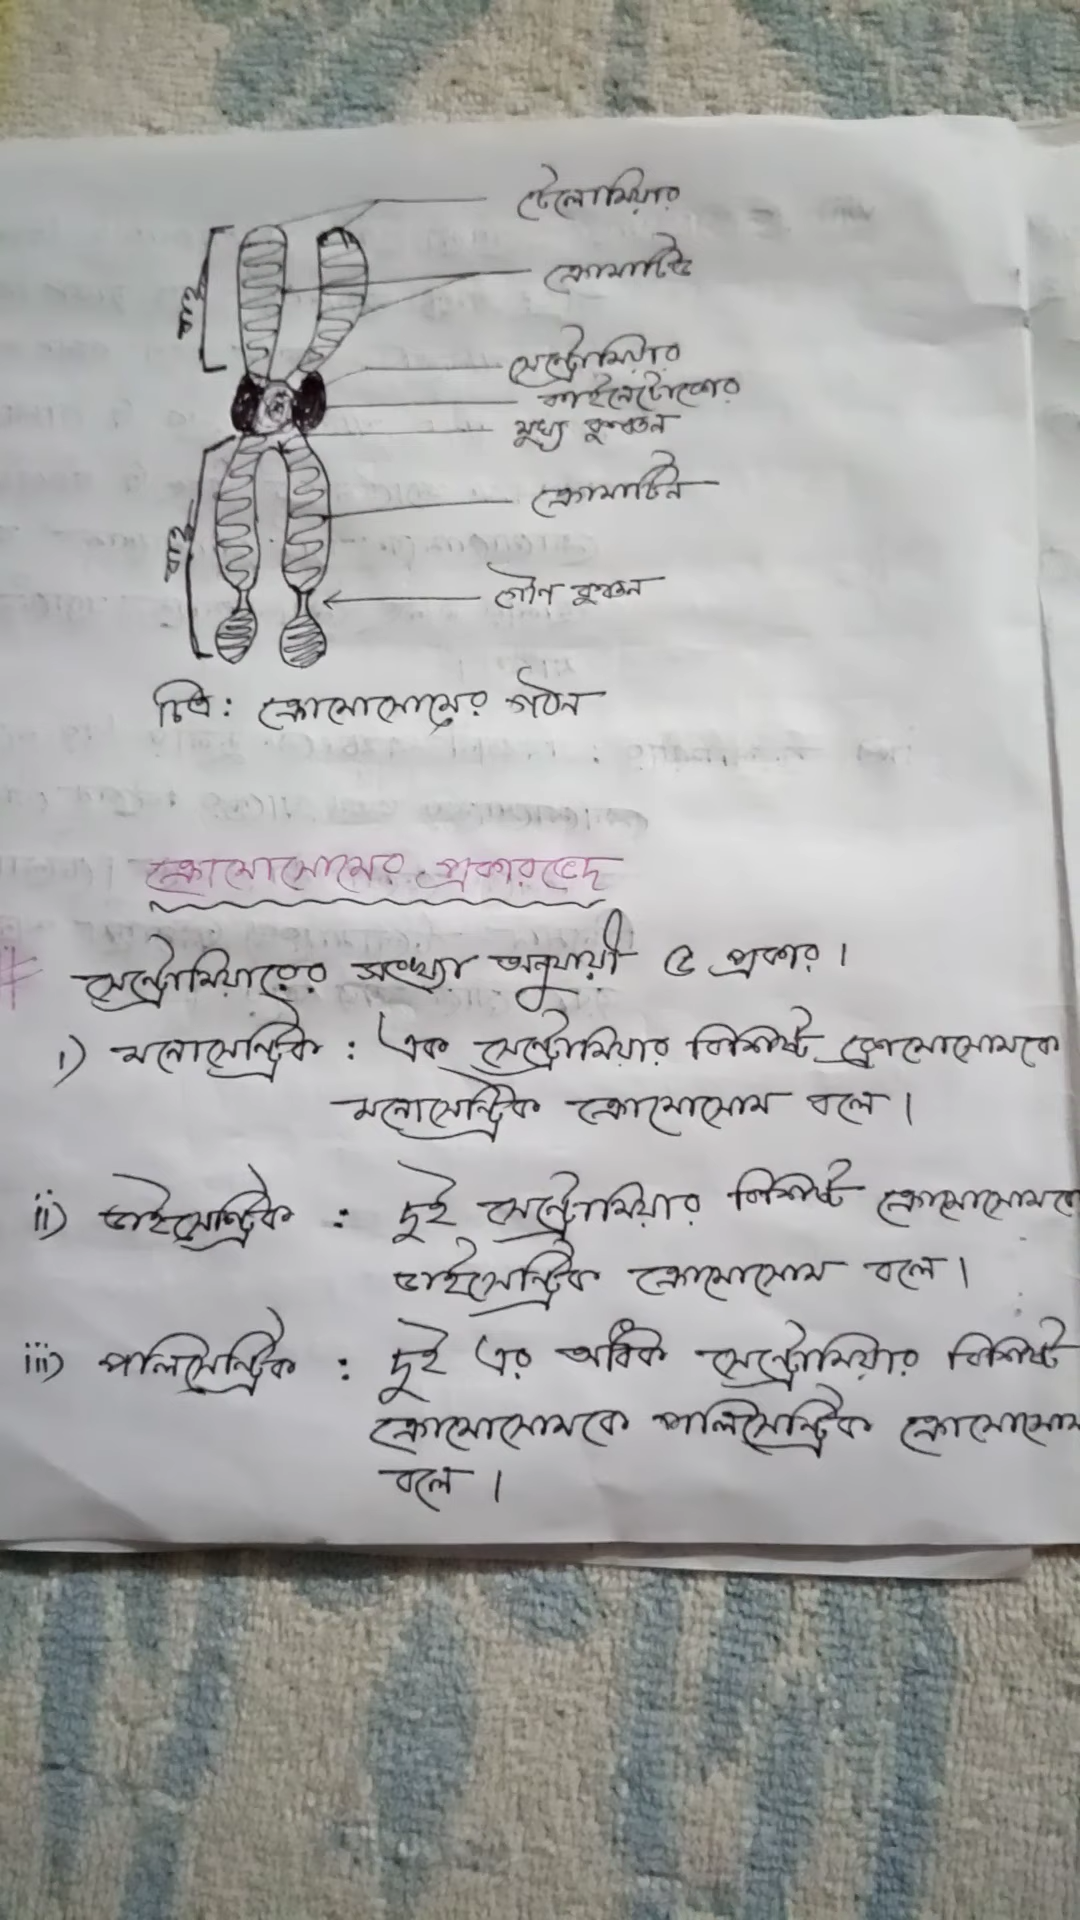 টেলোমিয়ার
ক্রোমাটিড
বাহু
সেন্ট্রোমিয়ার
কাইনেটোকোর
মুখ্য কুঞ্চন
ক্রোমাটিন
বাহু
গৌণ কুঞ্চন
চিত্র : ক্রোমোসোমের গঠন
ক্রোমোসোমের প্রকারভেদ
# সেন্ট্রোমিয়ারের সংখ্যা অনুযায়ী ৫ প্রকার।
i) মনোসেন্ট্রিক : এক সেন্ট্রোমিয়ার বিশিষ্ট ক্রোমোসোমকে
মনোসেন্ট্রিক ক্রোমোসোম বলে।
ii) ডাইসেন্ট্রিক : দুই সেন্ট্রোমিয়ার বিশিষ্ট ক্রোমোসোমকে
ডাইসেন্ট্রিক ক্রোমোসোম বলে।
iii) পলিসেন্ট্রিক : দুই এর অধিক সেন্ট্রোমিয়ার বিশিষ্ট
ক্রোমোসোমকে পলিসেন্ট্রিক ক্রোমোসোম
বলে।